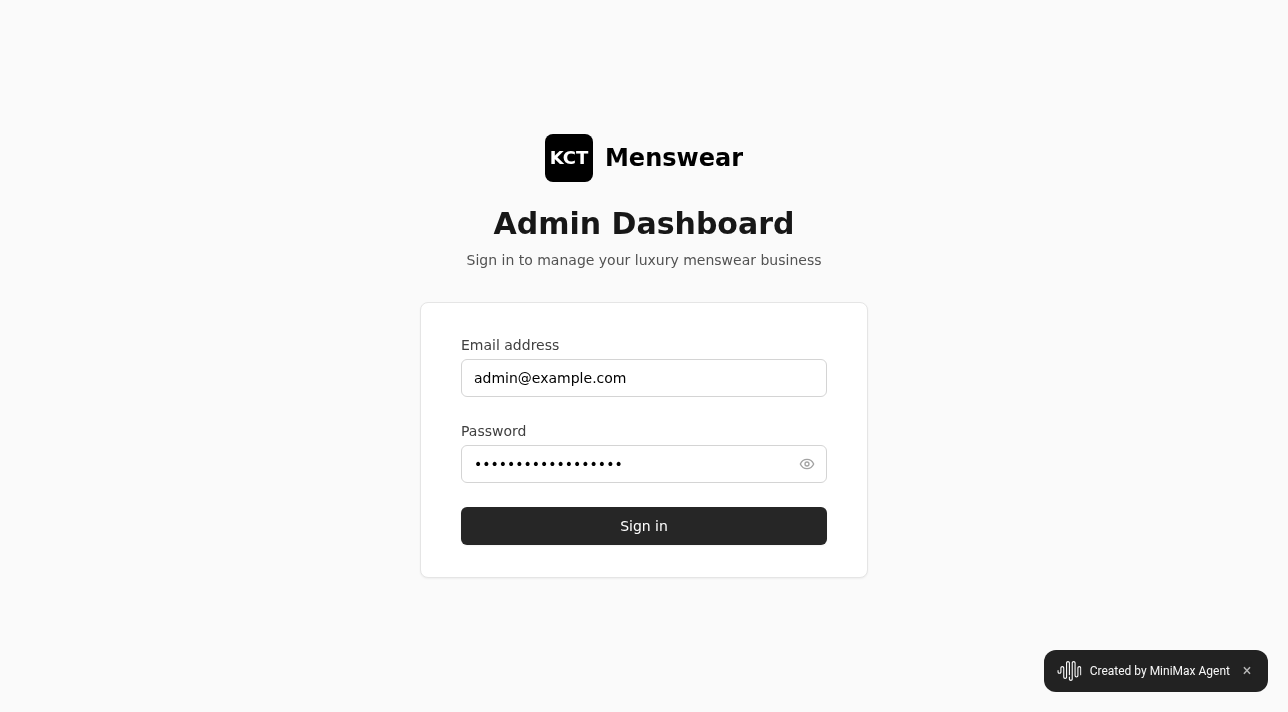 KCT Menswear
Admin Dashboard
Sign in to manage your luxury menswear business
Email address
admin@example.com
Password
••••••••••••••••••
Sign in
Created by MiniMax Agent ×